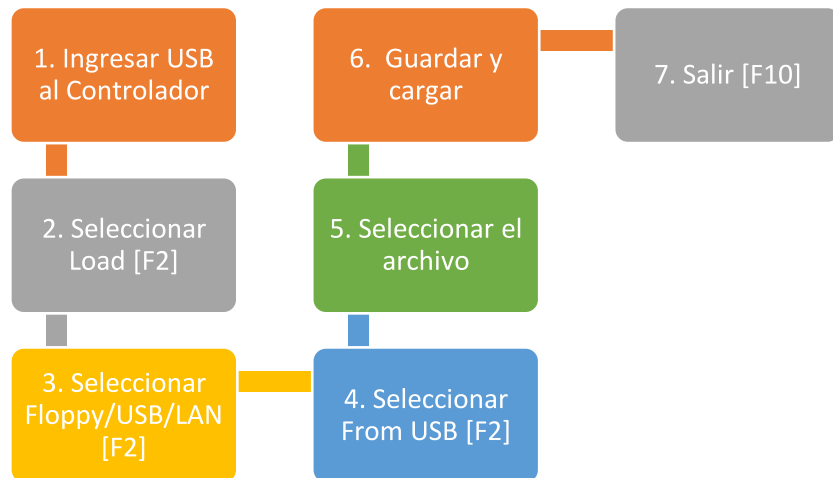 1. Ingresar USB
al Controlador
2. Seleccionar
Load [F2]
3. Seleccionar
Floppy/USB/LAN
[F2]
4. Seleccionar
From USB [F2]
5. Seleccionar el
archivo
6. Guardar y
cargar
7. Salir [F10]